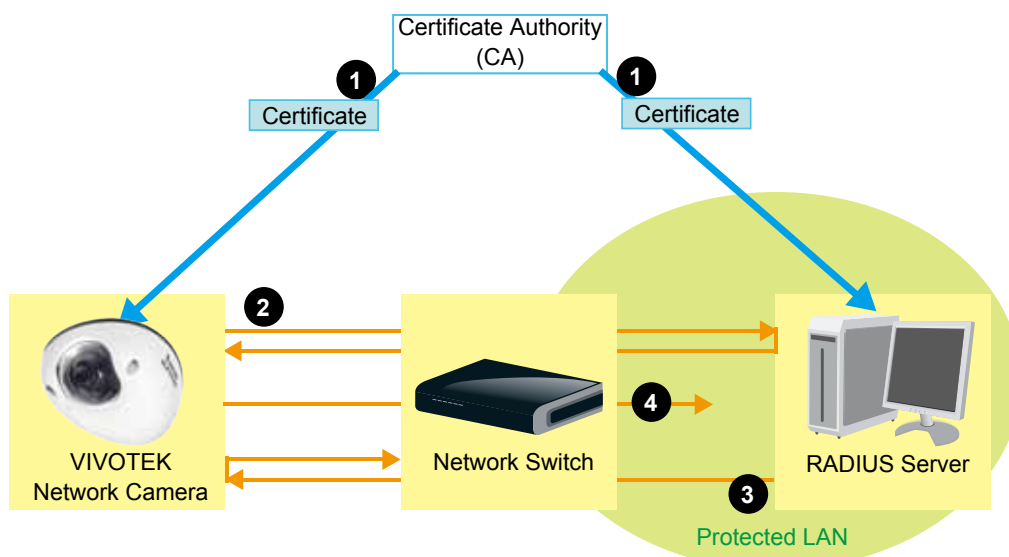 Certificate Authority
(CA)
1
1
Certificate
Certificate
2
4
VIVOTEK
Network Camera
Network Switch
RADIUS Server
3
Protected LAN